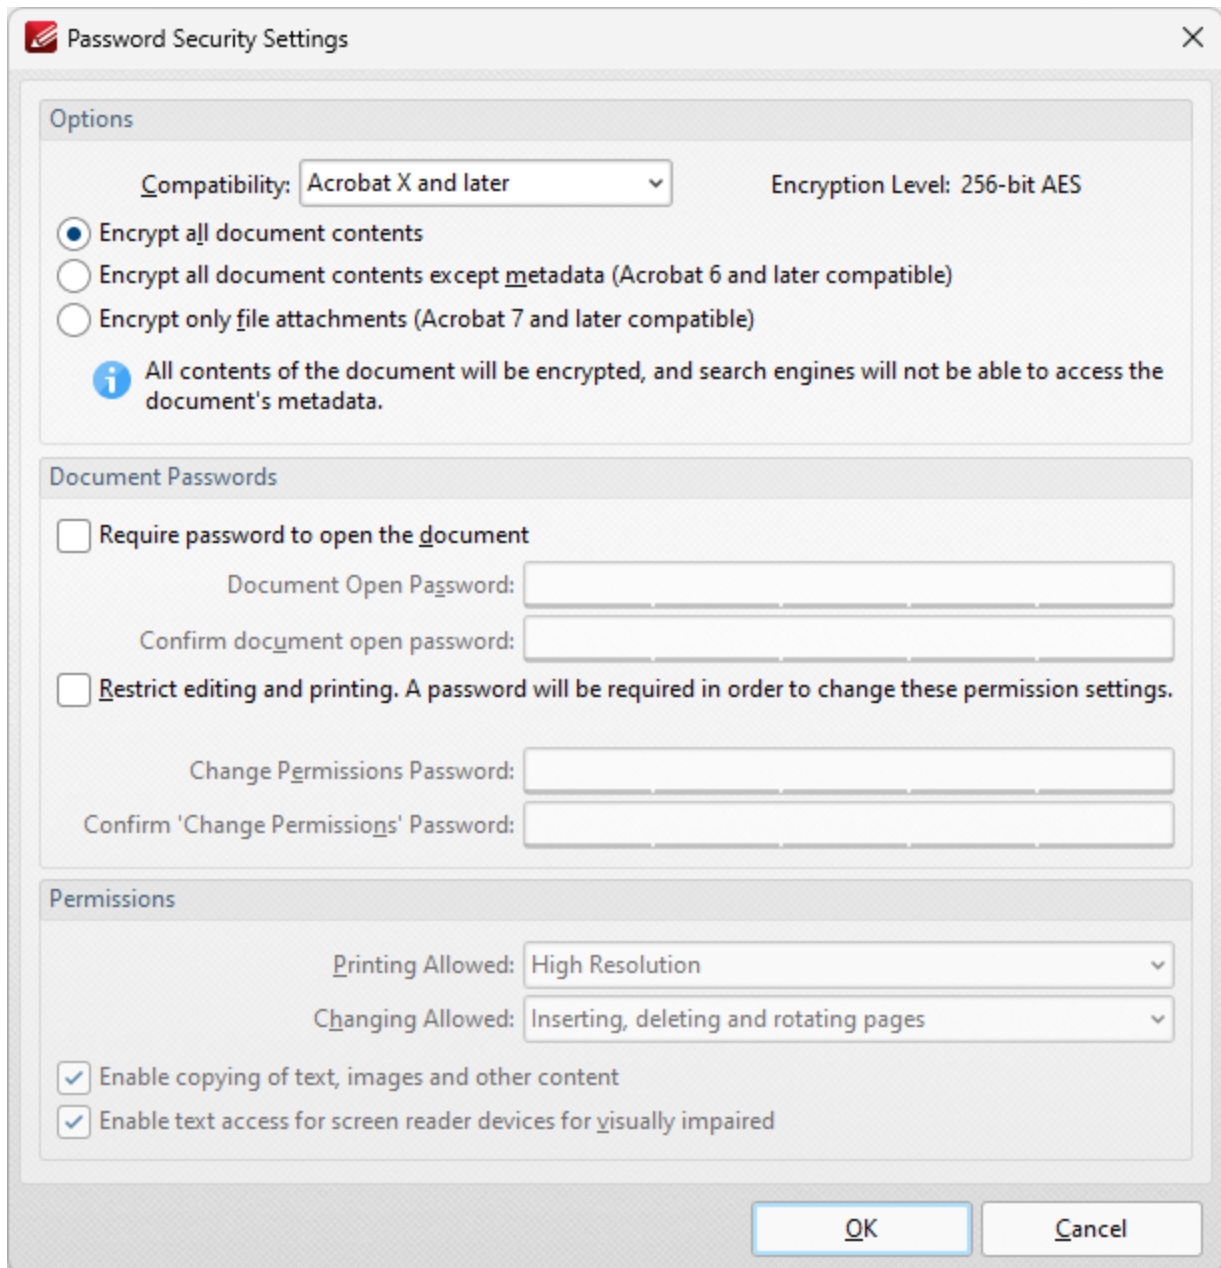 Password Security Settings
Options
Compatibility: Acrobat X and later Encryption Level: 256-bit AES
Encrypt all document contents
Encrypt all document contents except metadata (Acrobat 6 and later compatible)
Encrypt only file attachments (Acrobat 7 and later compatible)
All contents of the document will be encrypted, and search engines will not be able to access the
document's metadata.
Document Passwords
Require password to open the document
Document Open Password:
Confirm document open password:
Restrict editing and printing. A password will be required in order to change these permission settings.
Change Permissions Password:
Confirm 'Change Permissions' Password:
Permissions
Printing Allowed: High Resolution
Changing Allowed: Inserting, deleting and rotating pages
Enable copying of text, images and other content
Enable text access for screen reader devices for visually impaired
OK Cancel